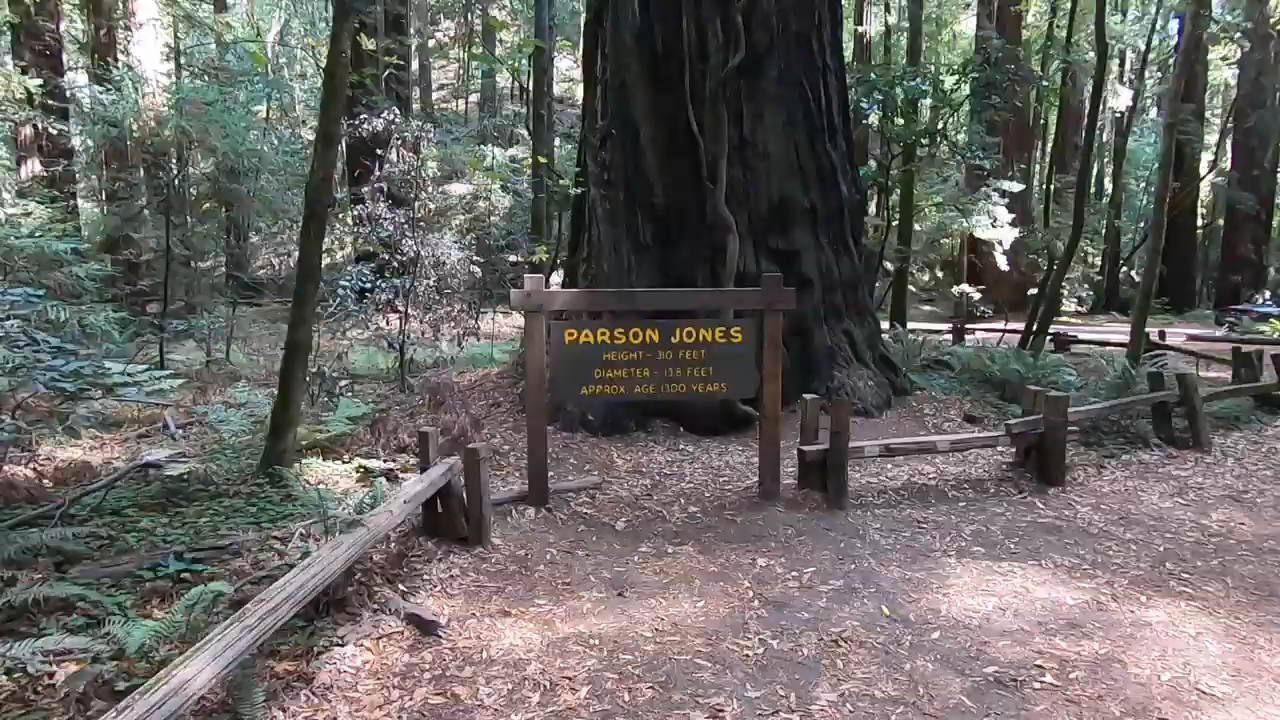 PARSON JONES
HEIGHT - 310 FEET
DIAMETER - 13.8 FEET
APPROX. AGE 1300 YEARS